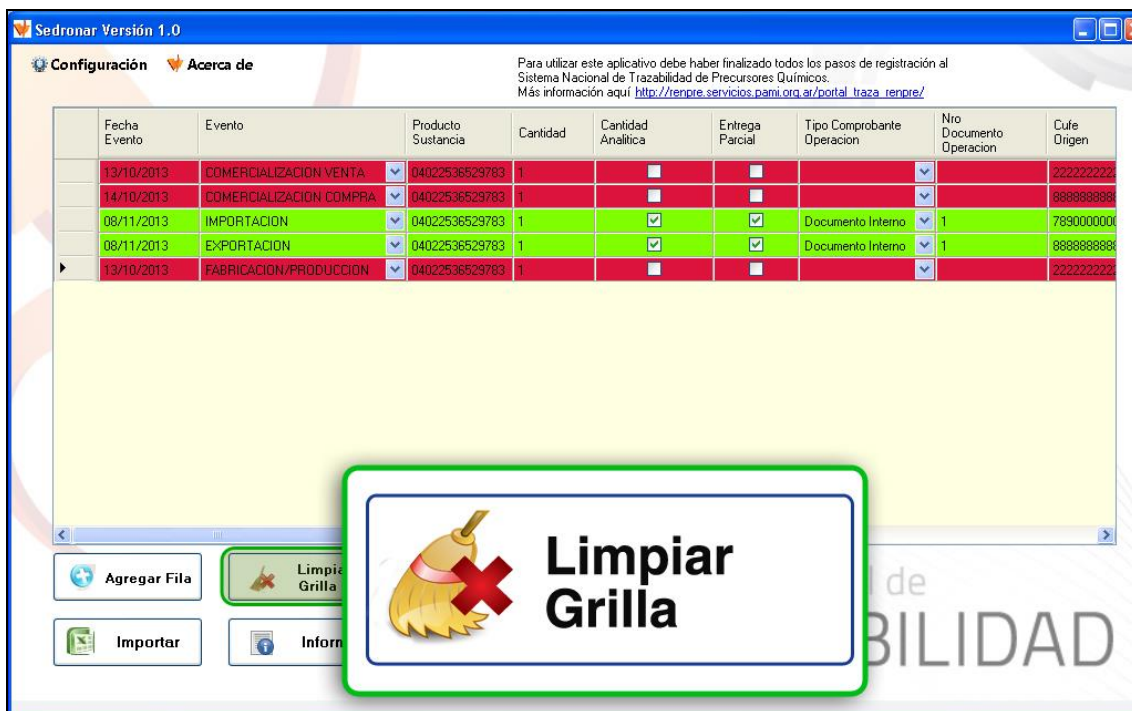 Sedronar Versión 1.0
Configuración Acerca de
Para utilizar este aplicativo debe haber finalizado todos los pasos de registración al
Sistema Nacional de Trazabilidad de Precursores Químicos.
Más información aquí http://renpre.servicios.pami.org.ar/portal_traza_renpre/
Fecha Evento Evento Producto Sustancia Cantidad Cantidad Analitica Entrega Parcial Tipo Comprobante Operacion Nro Documento Operacion Cufe Origen
13/10/2013 COMERCIALIZACION VENTA 04022536529783 1
14/10/2013 COMERCIALIZACION COMPRA 04022536529783 1
08/11/2013 IMPORTACION 04022536529783 1 Documento Interno 1
08/11/2013 EXPORTACION 04022536529783 1 Documento Interno 1
13/10/2013 FABRICACION/PRODUCCION 04022536529783 1
Agregar Fila
Limpia
Grilla
Limpiar
Grilla
Importar
Inform
de
BILIDAD